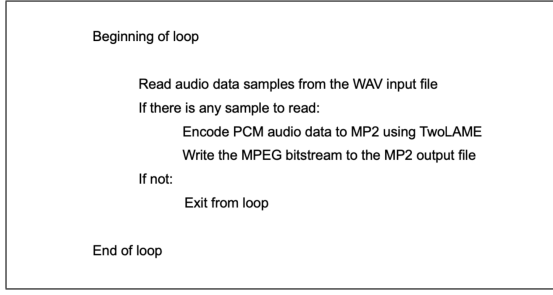 Beginning of loop
Read audio data samples from the WAV input file
If there is any sample to read:
Encode PCM audio data to MP2 using TwoLAME
Write the MPEG bitstream to the MP2 output file
If not:
Exit from loop
End of loop